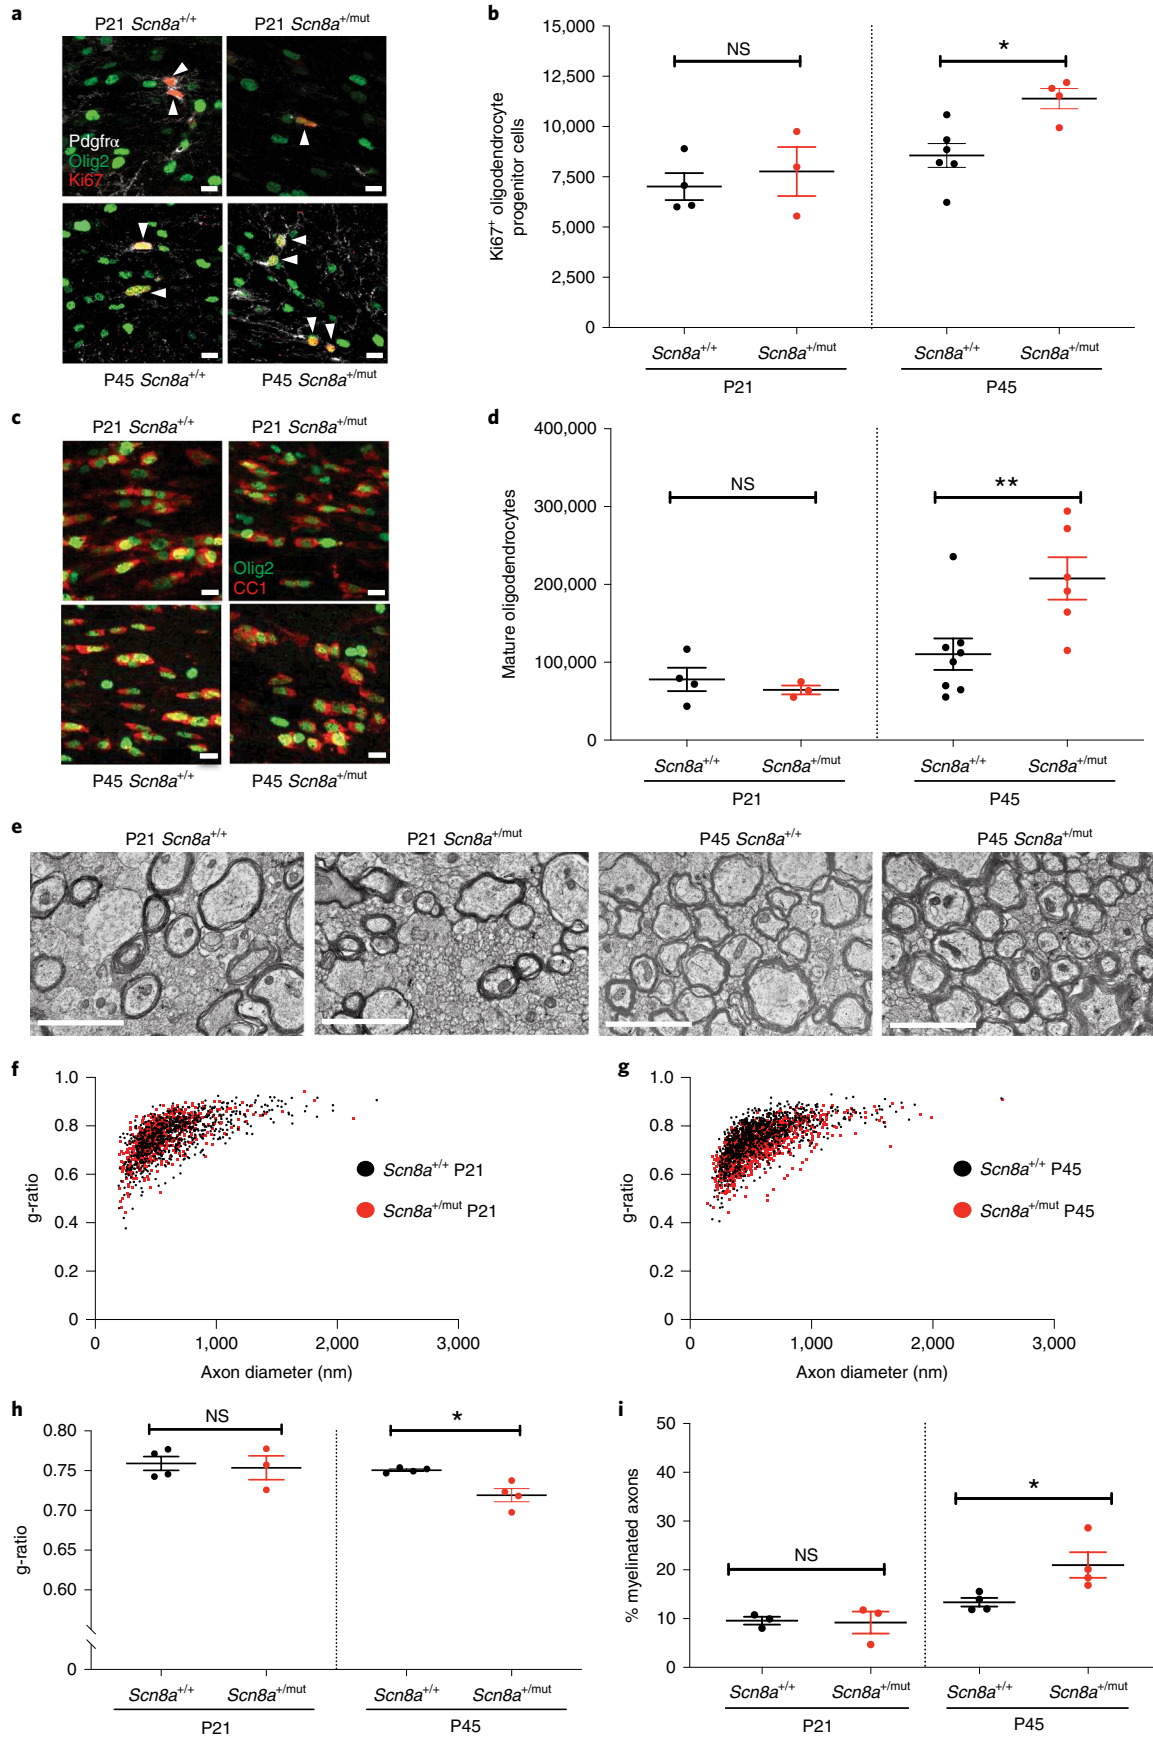 a
P21 Scn8a+/+
P21 Scn8a+/mut
Pdgfrα
Olig2
Ki67
P45 Scn8a+/+
P45 Scn8a+/mut
b
15,000
12,500
10,000
7,500
5,000
2,500
0
Ki67+ oligodendrocyte
progenitor cells
NS
*
Scn8a+/+
Scn8a+/mut
Scn8a+/+
Scn8a+/mut
P21
P45
c
P21 Scn8a+/+
P21 Scn8a+/mut
Olig2
CC1
P45 Scn8a+/+
P45 Scn8a+/mut
d
400,000
300,000
200,000
100,000
0
Mature oligodendrocytes
NS
**
Scn8a+/+
Scn8a+/mut
Scn8a+/+
Scn8a+/mut
P21
P45
e
P21 Scn8a+/+
P21 Scn8a+/mut
P45 Scn8a+/+
P45 Scn8a+/mut
f
1.0
0.8
0.6
0.4
0.2
0
g-ratio
Scn8a+/+ P21
Scn8a+/mut P21
0
1,000
2,000
3,000
Axon diameter (nm)
g
1.0
0.8
0.6
0.4
0.2
0
g-ratio
Scn8a+/+ P45
Scn8a+/mut P45
0
1,000
2,000
3,000
Axon diameter (nm)
h
0.80
0.75
0.70
0.65
0.60
0
g-ratio
NS
*
Scn8a+/+
Scn8a+/mut
Scn8a+/+
Scn8a+/mut
P21
P45
i
50
40
30
20
10
0
% myelinated axons
NS
*
Scn8a+/+
Scn8a+/mut
Scn8a+/+
Scn8a+/mut
P21
P45